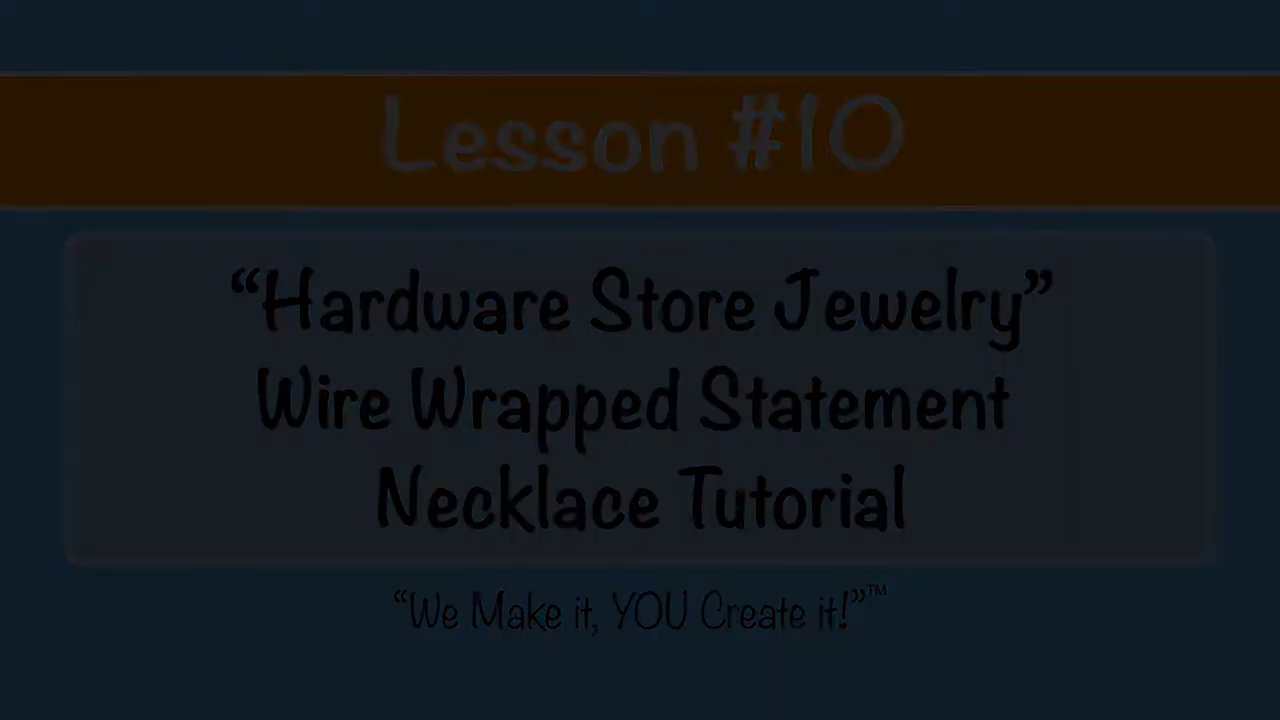 Lesson #10
“Hardware Store Jewelry”
Wire Wrapped Statement
Necklace Tutorial
“We Make it, YOU Create it!”™